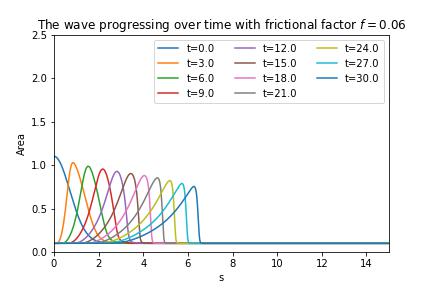 The wave progressing over time with frictional factor f = 0.06
2.5
2.0
1.5
1.0
0.5
0.0
Area
t=0.0
t=3.0
t=6.0
t=9.0
t=12.0
t=15.0
t=18.0
t=21.0
t=24.0
t=27.0
t=30.0
0 2 4 6 8 10 12 14
s